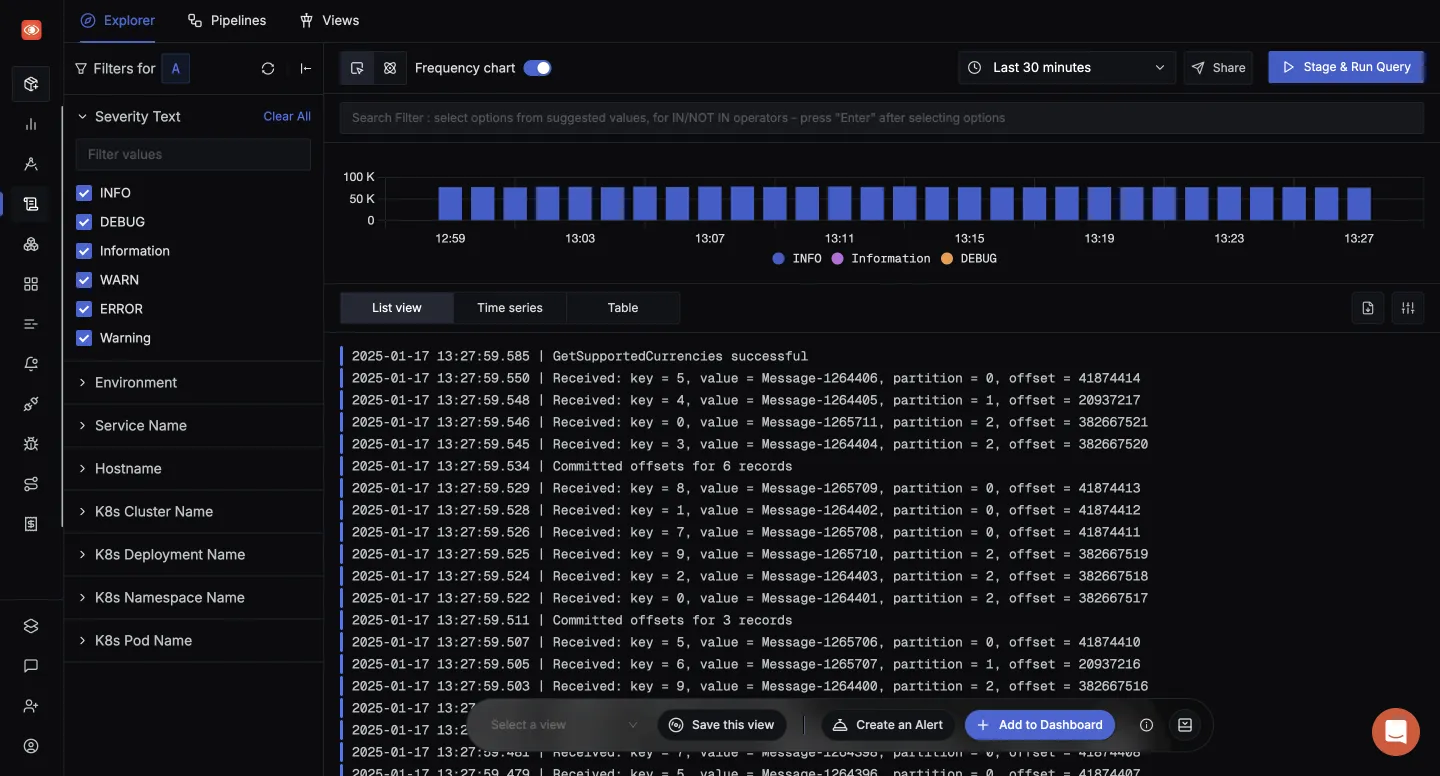 Explorer
Pipelines
Views
Filters for A
Frequency chart
Last 30 minutes
Share
Stage & Run Query
Severity Text
Clear All
Filter values
INFO
DEBUG
Information
WARN
ERROR
Warning
Environment
Service Name
Hostname
K8s Cluster Name
K8s Deployment Name
K8s Namespace Name
K8s Pod Name
Search Filter : select options from suggested values, for IN/NOT IN operators - press "Enter" after selecting options
100 K
50 K
0
12:59 13:03 13:07 13:11 13:15 13:19 13:23 13:27
INFO Information DEBUG
List view Time series Table
2025-01-17 13:27:59.585 | GetSupportedCurrencies successful
2025-01-17 13:27:59.550 | Received: key = 5, value = Message-1264406, partition = 0, offset = 41874414
2025-01-17 13:27:59.548 | Received: key = 4, value = Message-1264405, partition = 1, offset = 20937217
2025-01-17 13:27:59.546 | Received: key = 0, value = Message-1265711, partition = 2, offset = 382667521
2025-01-17 13:27:59.545 | Received: key = 3, value = Message-1264404, partition = 2, offset = 382667520
2025-01-17 13:27:59.534 | Committed offsets for 6 records
2025-01-17 13:27:59.529 | Received: key = 8, value = Message-1265709, partition = 0, offset = 41874413
2025-01-17 13:27:59.528 | Received: key = 1, value = Message-1264402, partition = 0, offset = 41874412
2025-01-17 13:27:59.526 | Received: key = 7, value = Message-1265708, partition = 0, offset = 41874411
2025-01-17 13:27:59.525 | Received: key = 9, value = Message-1265710, partition = 2, offset = 382667519
2025-01-17 13:27:59.524 | Received: key = 2, value = Message-1264403, partition = 2, offset = 382667518
2025-01-17 13:27:59.522 | Received: key = 0, value = Message-1264401, partition = 2, offset = 382667517
2025-01-17 13:27:59.511 | Committed offsets for 3 records
2025-01-17 13:27:59.507 | Received: key = 5, value = Message-1265706, partition = 0, offset = 41874410
2025-01-17 13:27:59.505 | Received: key = 6, value = Message-1265707, partition = 1, offset = 20937216
2025-01-17 13:27:59.503 | Received: key = 9, value = Message-1264400, partition = 2, offset = 382667516
2025-01-17 13:27
2025-01-17 13:2
2025-01-17 13:27:59.481 | Received: key = 7, value = Message-1264398, partition = 0, offset = 41874408
2025-01-17 13:27:59.479 | Received: key = 5, value = Message-1264396, partition = 0, offset = 41874407
Select a view
Save this view
Create an Alert
Add to Dashboard